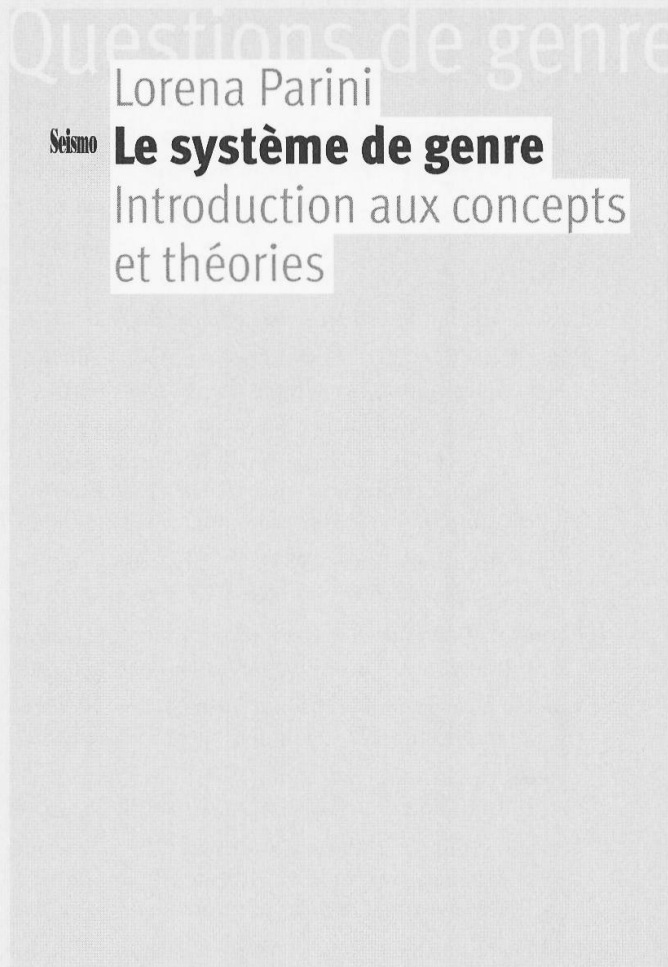 Questions de genre
Lorena Parini
Seismo Le système de genre
Introduction aux concepts
et théories